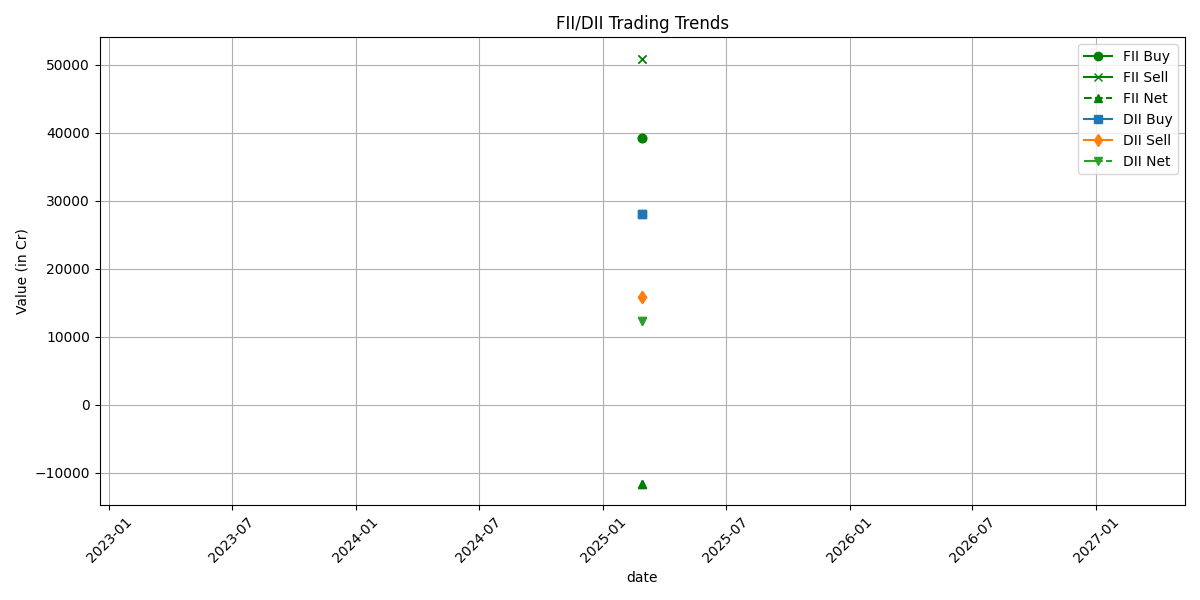 FII/DII Trading Trends
50000
40000
30000
20000
10000
0
−10000
Value (in Cr)
FII Buy
FII Sell
FII Net
DII Buy
DII Sell
DII Net
2023-01
2023-07
2024-01
2024-07
2025-01
2025-07
2026-01
2026-07
2027-01
date